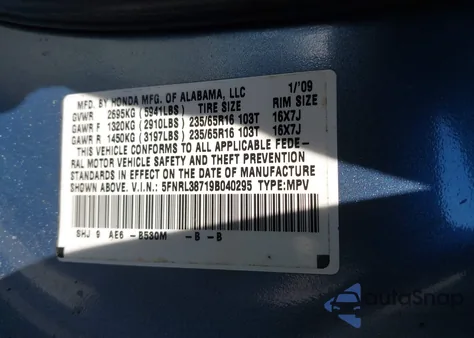 MFD. BY HONDA MFG. OF ALABAMA, LLC 1/'09
GVWR 2695KG (5941LBS) TIRE SIZE RIM SIZE
GAWR F 1320KG (2910LBS) 235/65R16 103T 16X7J
GAWR R 1450KG (3197LBS) 235/65R16 103T 16X7J
THIS VEHICLE CONFORMS TO ALL APPLICABLE FEDE-
RAL MOTOR VEHICLE SAFETY AND THEFT PREVENTION
STANDARDS IN EFFECT ON THE DATE OF MANUFACTURE
SHOWN ABOVE. V.I.N.: 5FNRL38719B040295 TYPE:MPV
SHJ 9 AE6 -B530M -B -B
autoSnap